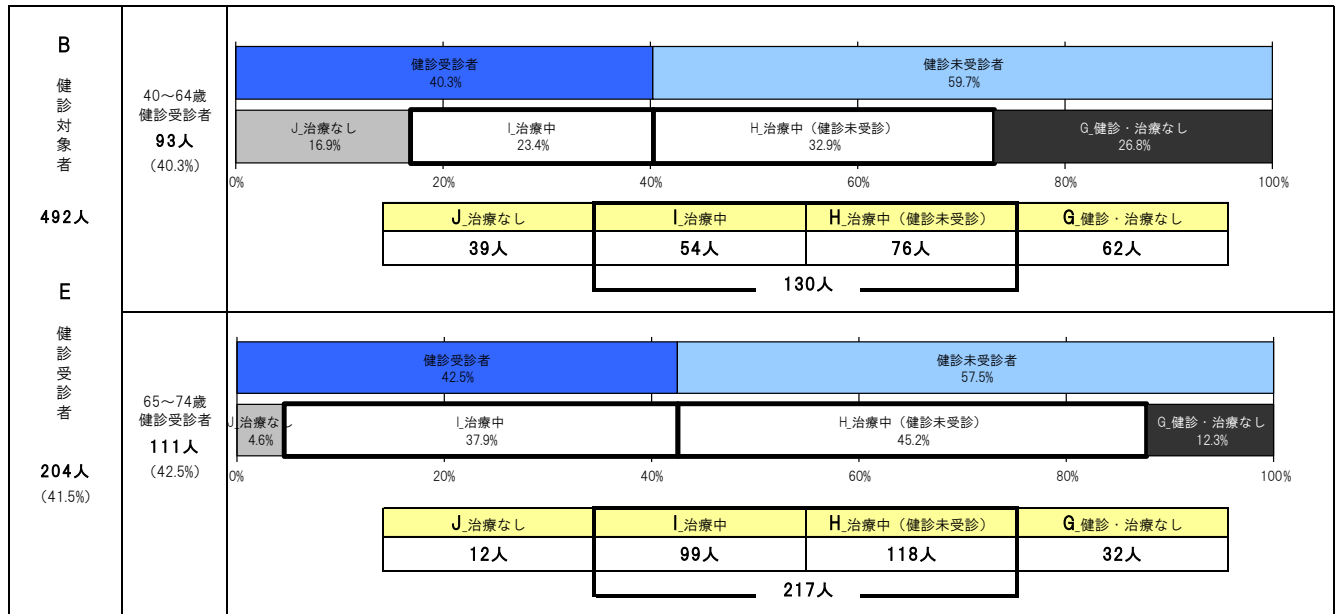 B
健
診
対
象
者
492人
E
健
診
受
診
者
204人
(41.5%)
40～64歳
健診受診者
93人
(40.3%)
健診受診者
40.3%
健診未受診者
59.7%
J_治療なし
16.9%
I_治療中
23.4%
H_治療中（健診未受診）
32.9%
G_健診・治療なし
26.8%
0% 20% 40% 60% 80% 100%
J_治療なし I_治療中 H_治療中（健診未受診） G_健診・治療なし
39人 54人 76人 62人
130人
65～74歳
健診受診者
111人
(42.5%)
健診受診者
42.5%
健診未受診者
57.5%
J_治療なし
4.6%
I_治療中
37.9%
H_治療中（健診未受診）
45.2%
G_健診・治療なし
12.3%
0% 20% 40% 60% 80% 100%
J_治療なし I_治療中 H_治療中（健診未受診） G_健診・治療なし
12人 99人 118人 32人
217人